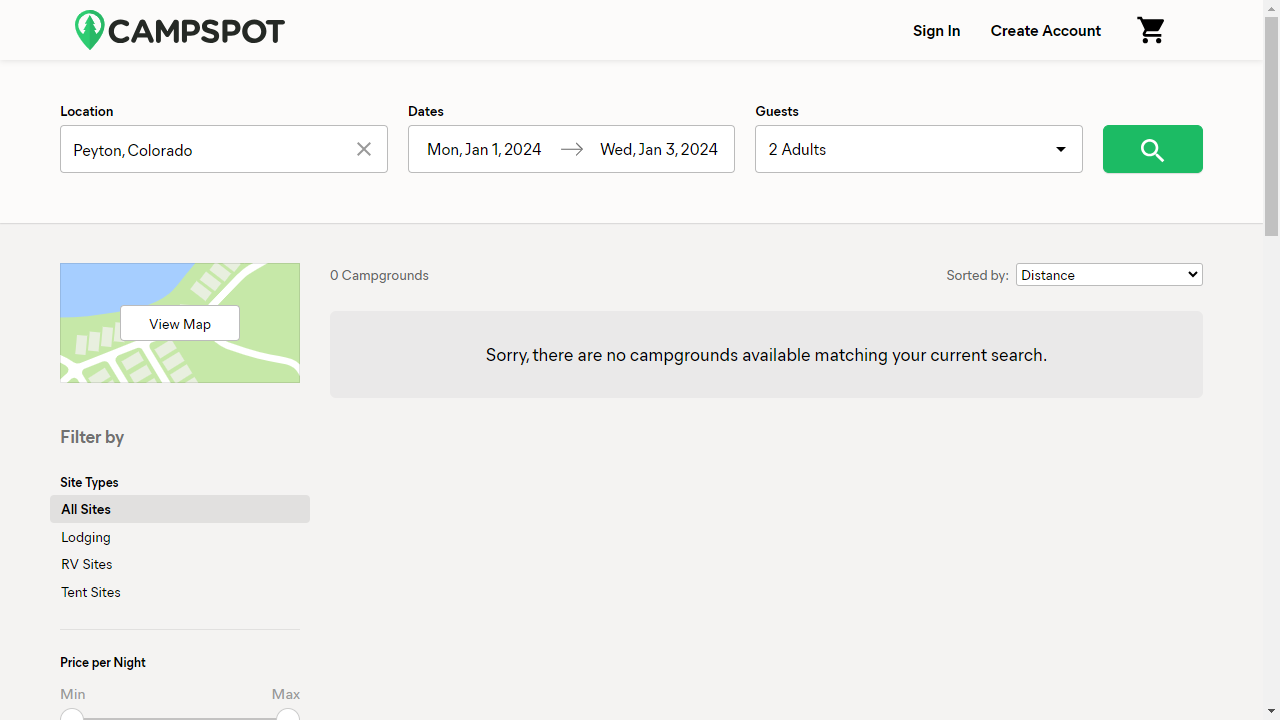 CAMPSPOT
Sign In
Create Account
Location
Dates
Guests
Peyton, Colorado
Mon, Jan 1, 2024
Wed, Jan 3, 2024
2 Adults
View Map
0 Campgrounds
Sorted by:
Distance
Sorry, there are no campgrounds available matching your current search.
Filter by
Site Types
All Sites
Lodging
RV Sites
Tent Sites
Price per Night
Min
Max